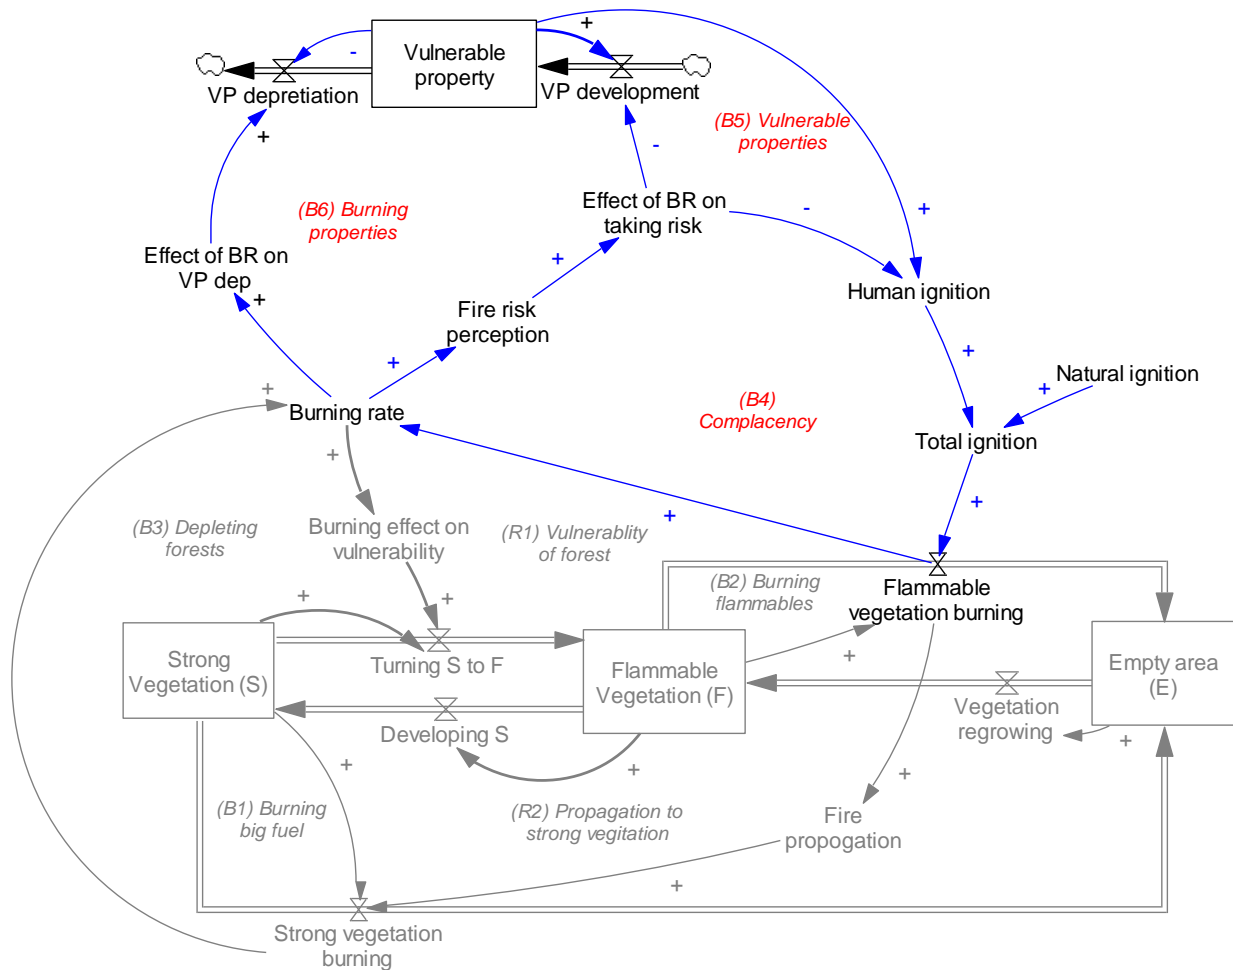 +
Vulnerable
property
-
VP depretiation
VP development
+
(B5) Vulnerable
properties
-
Effect of BR on
taking risk
-
+
(B6) Burning
properties
Effect of BR on
VP dep
+
+
Human ignition
Fire risk
perception
+
+
Natural ignition
+
+
(B4)
Complacency
Burning rate
Total ignition
+
+
(B3) Depleting
forests
Burning effect on
vulnerability
(R1) Vulnerablity
of forest
+
(B2) Burning
flammables
Flammable
vegetation burning
+
+
Strong
Vegetation (S)
Turning S to F
Flammable
Vegetation (F)
+
Empty area
(E)
Developing S
Vegetation
regrowing
+
+
+
+
(B1) Burning
big fuel
(R2) Propagation to
strong vegitation
Fire
propogation
+
Strong vegetation
burning